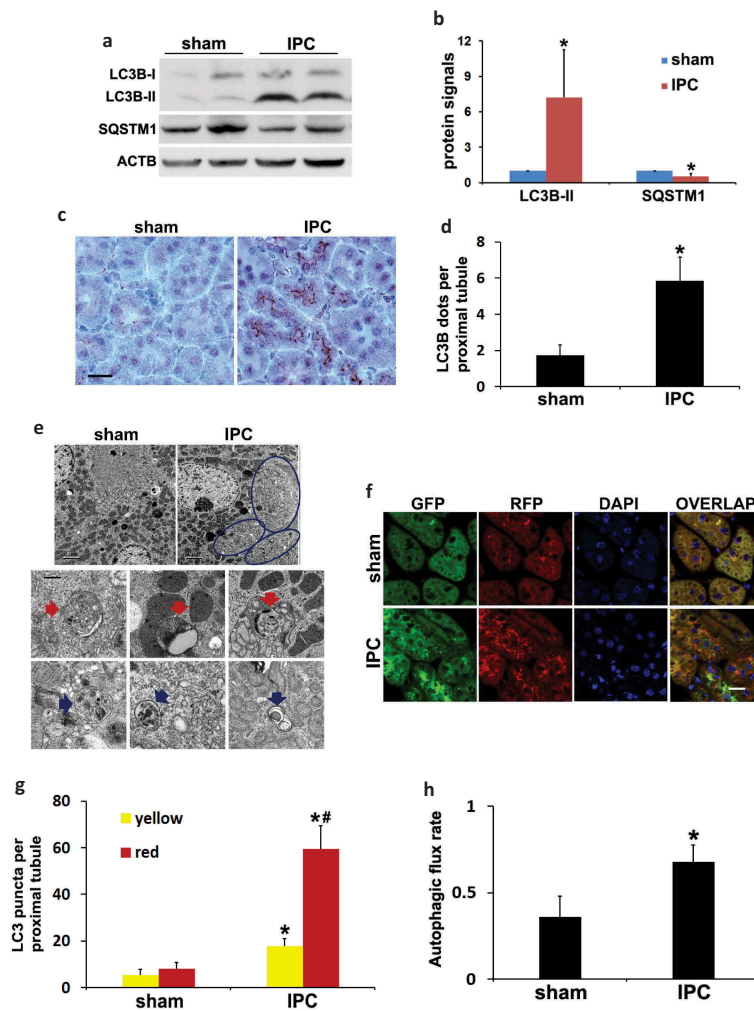 a
sham IPC
LC3B-I
LC3B-II
SQSTM1
ACTB
b
protein signals
12
9
6
3
0
*
*
sham
IPC
LC3B-II SQSTM1
c
sham IPC
d
LC3B dots per
proximal tubule
8
6
4
2
0
*
sham IPC
e
sham IPC
f
GFP RFP DAPI OVERLAP
sham
IPC
g
LC3 puncta per
proximal tubule
80
60
40
20
0
yellow
red
*
*#
sham IPC
h
Autophagic flux rate
1
0.5
0
*
sham IPC